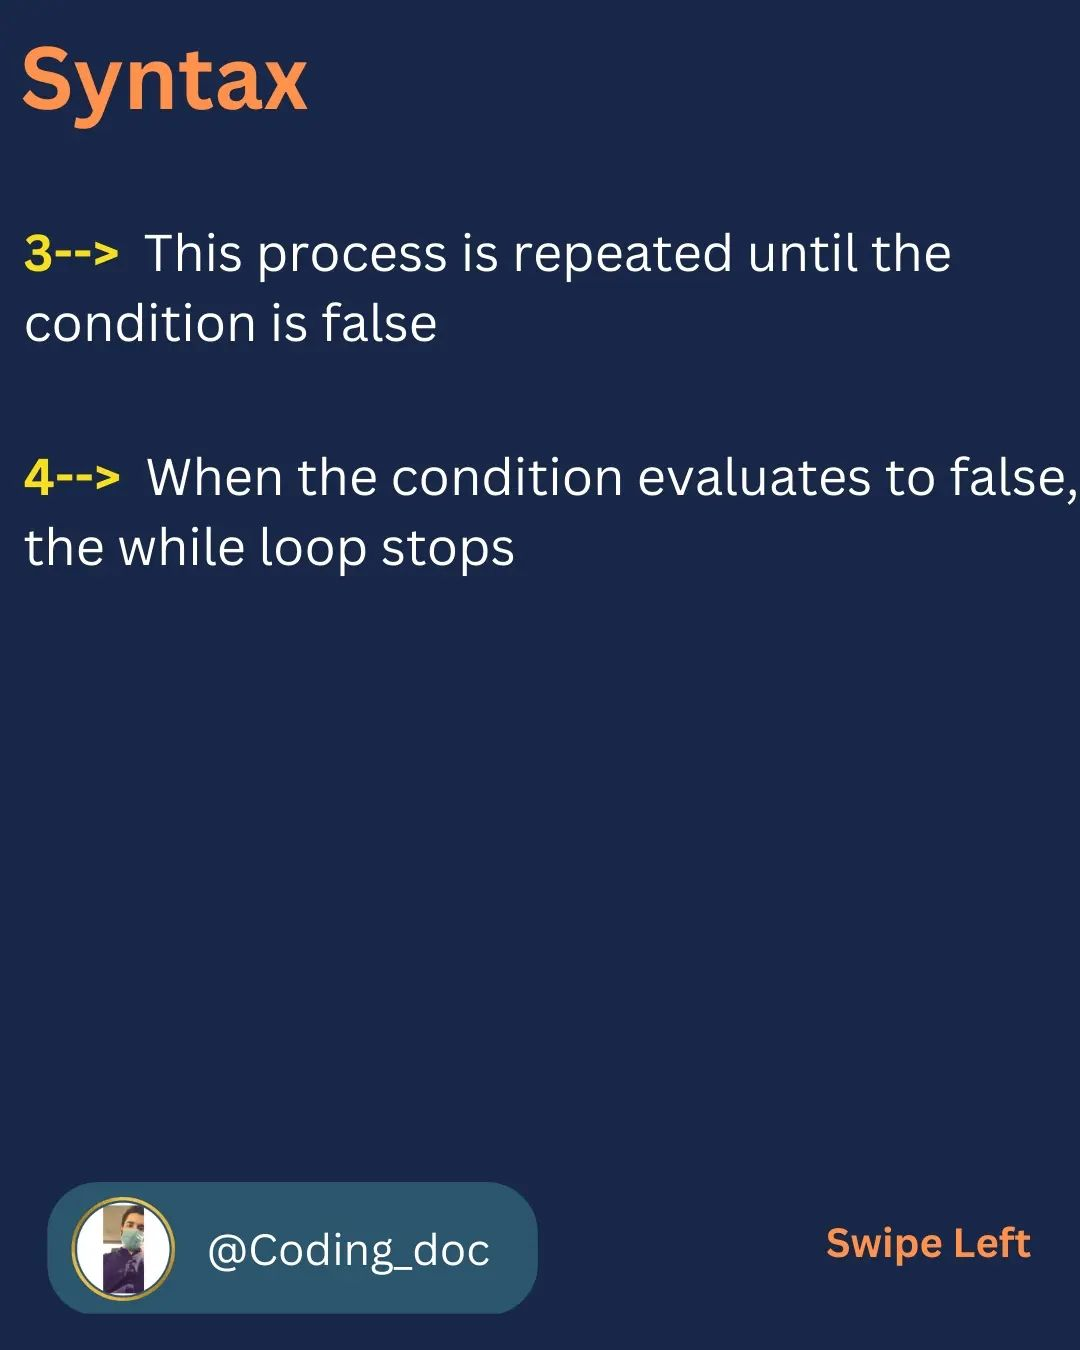 Syntax
3--> This process is repeated until the
condition is false
4--> When the condition evaluates to false,
the while loop stops
@Coding_doc
Swipe Left